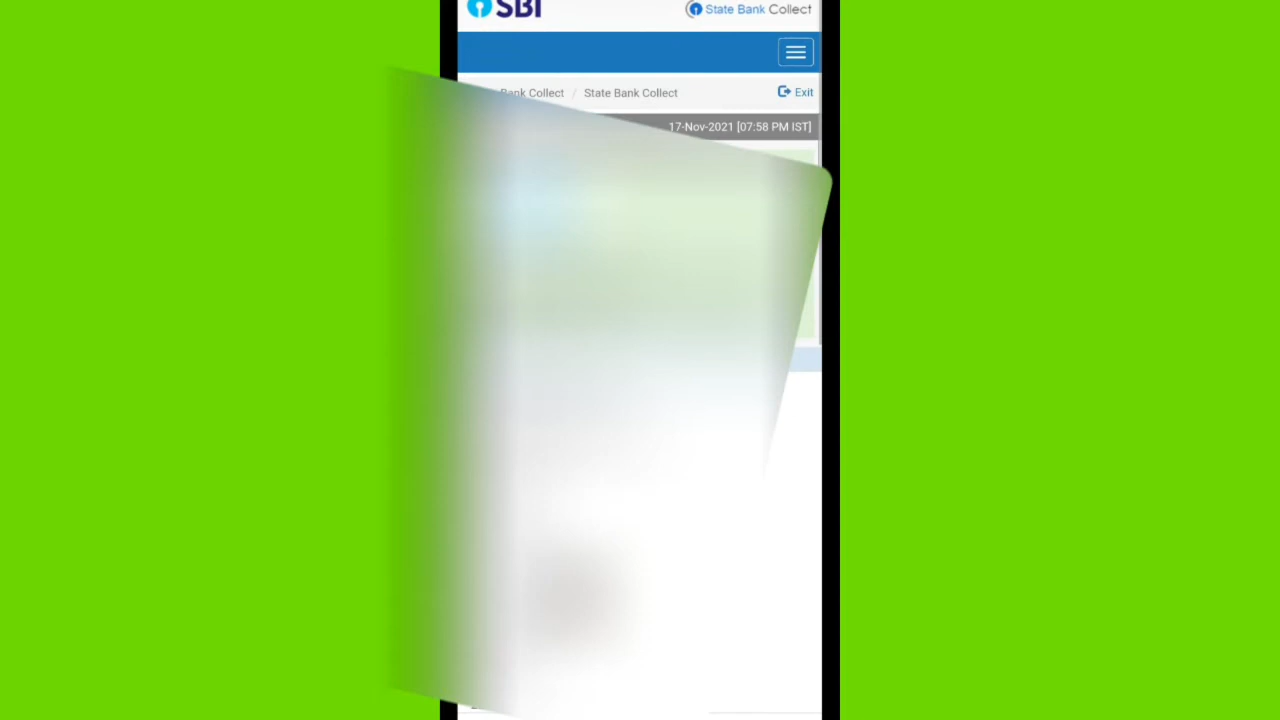 SBI
State Bank Collect
Bank Collect / State Bank Collect
Exit
17-Nov-2021 [07:58 PM IST]